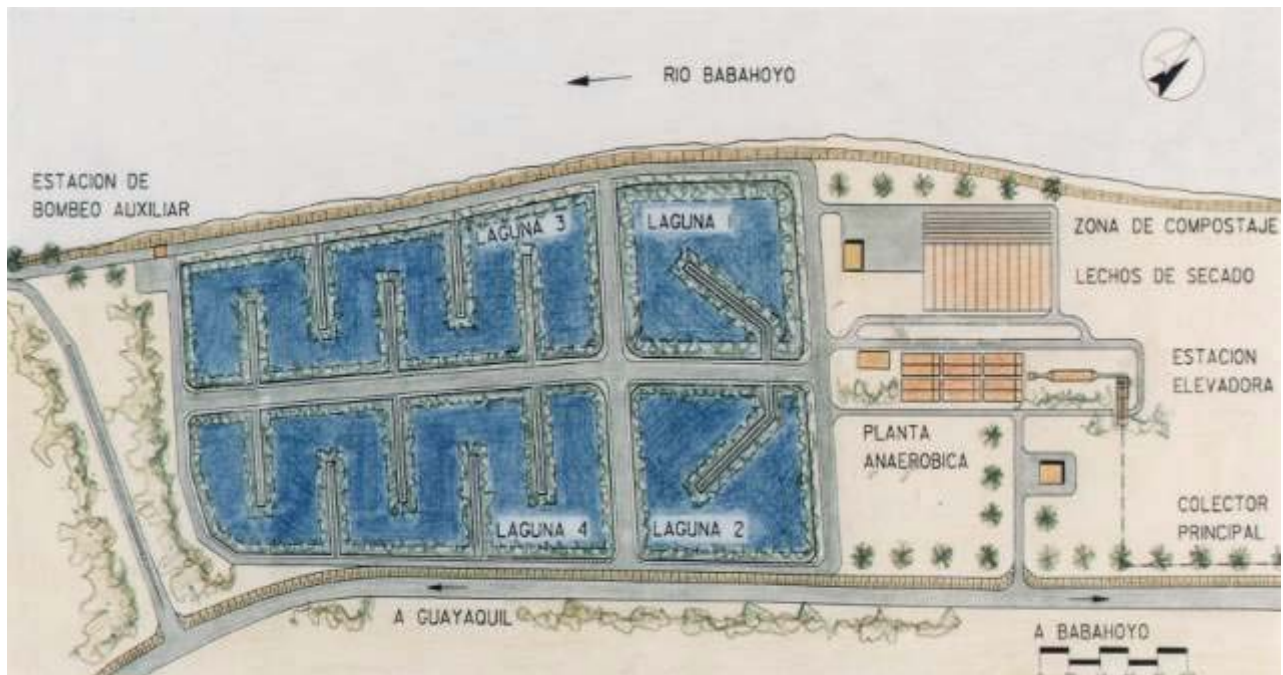 RIO BABAHOYO
ESTACION DE
BOMBEO AUXILIAR
LAGUNA 3
LAGUNA 1
ZONA DE COMPOSTAJE
LECHOS DE SECADO
ESTACION
ELEVADORA
PLANTA
ANAEROBICA
LAGUNA 4
LAGUNA 2
COLECTOR
PRINCIPAL
A GUAYAQUIL
A BABAHOYO